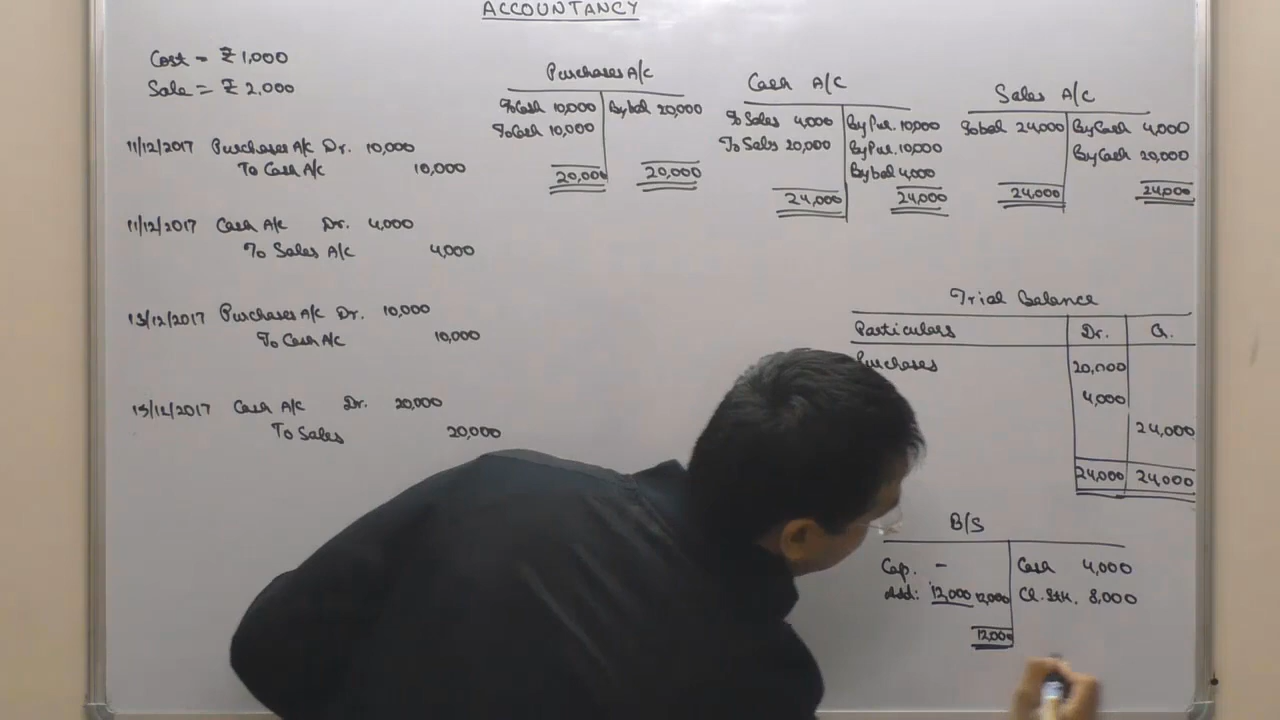 ACCOUNTANCY
Cost = ₹ 1,000
Sale = ₹ 2,000
11/12/2017 Purchases A/c Dr. 10,000
To Cash A/c 10,000
11/12/2017 Cash A/c Dr. 4,000
To Sales A/c 4,000
13/12/2017 Purchases A/c Dr. 10,000
To Cash A/c 10,000
15/12/2017 Cash A/c Dr. 20,000
To Sales 20,000
Purchases A/c
To Cash 10,000 By bal 20,000
To Cash 10,000
20,000 20,000
Cash A/C
To Sales 4,000 By Pur. 10,000
To Sales 20,000 By Pur. 10,000
By bal 4,000
24,000 24,000
Sales A/C
To bal 24,000 By Cash 4,000
By Cash 20,000
24,000 24,000
Trial Balance
Particulars Dr. Cr.
Purchases 20,000
4,000
24,000
24,000 24,000
B/S
Cap. - Cash 4,000
Add: 12,000 12,000 Cl. Stk. 8,000
12,000